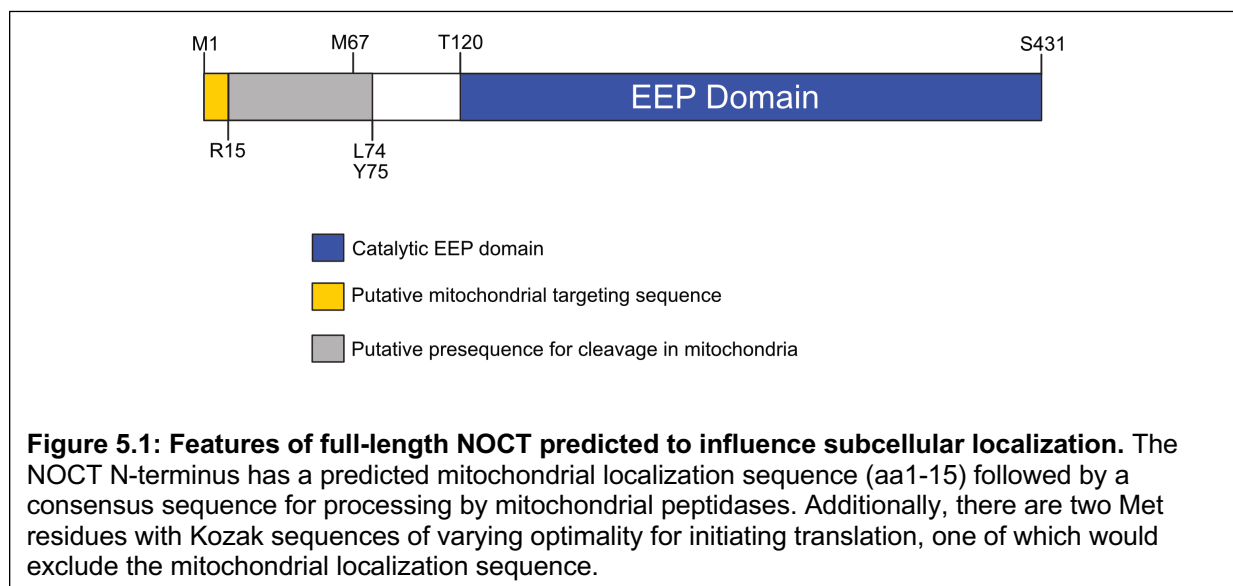 M1 M67 T120 S431
EEP Domain
R15 L74
Y75
Catalytic EEP domain
Putative mitochondrial targeting sequence
Putative presequence for cleavage in mitochondria
Figure 5.1: Features of full-length NOCT predicted to influence subcellular localization. The
NOCT N-terminus has a predicted mitochondrial localization sequence (aa1-15) followed by a
consensus sequence for processing by mitochondrial peptidases. Additionally, there are two Met
residues with Kozak sequences of varying optimality for initiating translation, one of which would
exclude the mitochondrial localization sequence.